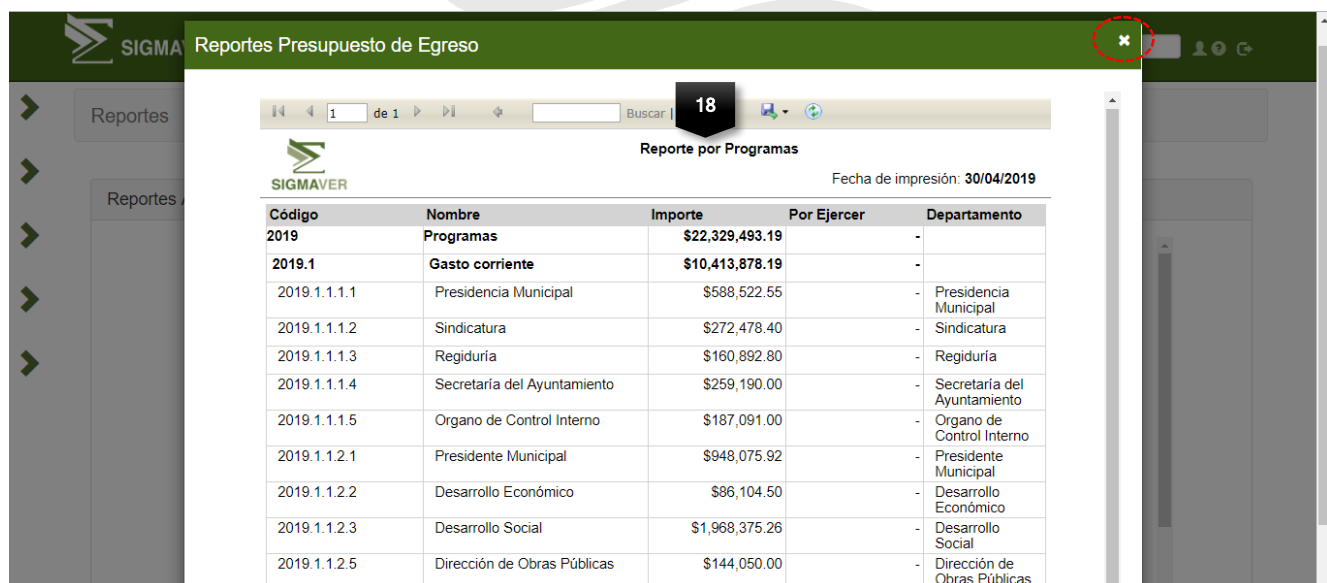 SIGMA
Reportes Presupuesto de Egreso
Reportes
Reportes
1 de 1 Buscar |
18
SIGMAVER
Reporte por Programas
Fecha de impresión: 30/04/2019
Código Nombre Importe Por Ejercer Departamento
2019 Programas $22,329,493.19 -
2019.1 Gasto corriente $10,413,878.19 -
2019.1.1.1.1 Presidencia Municipal $588,522.55 - Presidencia
Municipal
2019.1.1.1.2 Sindicatura $272,478.40 - Sindicatura
2019.1.1.1.3 Regiduría $160,892.80 - Regiduría
2019.1.1.1.4 Secretaría del Ayuntamiento $259,190.00 - Secretaría del
Ayuntamiento
2019.1.1.1.5 Organo de Control Interno $187,091.00 - Organo de
Control Interno
2019.1.1.2.1 Presidente Municipal $948,075.92 - Presidente
Municipal
2019.1.1.2.2 Desarrollo Económico $86,104.50 - Desarrollo
Económico
2019.1.1.2.3 Desarrollo Social $1,968,375.26 - Desarrollo
Social
2019.1.1.2.5 Dirección de Obras Públicas $144,050.00 - Dirección de
Obras Públicas